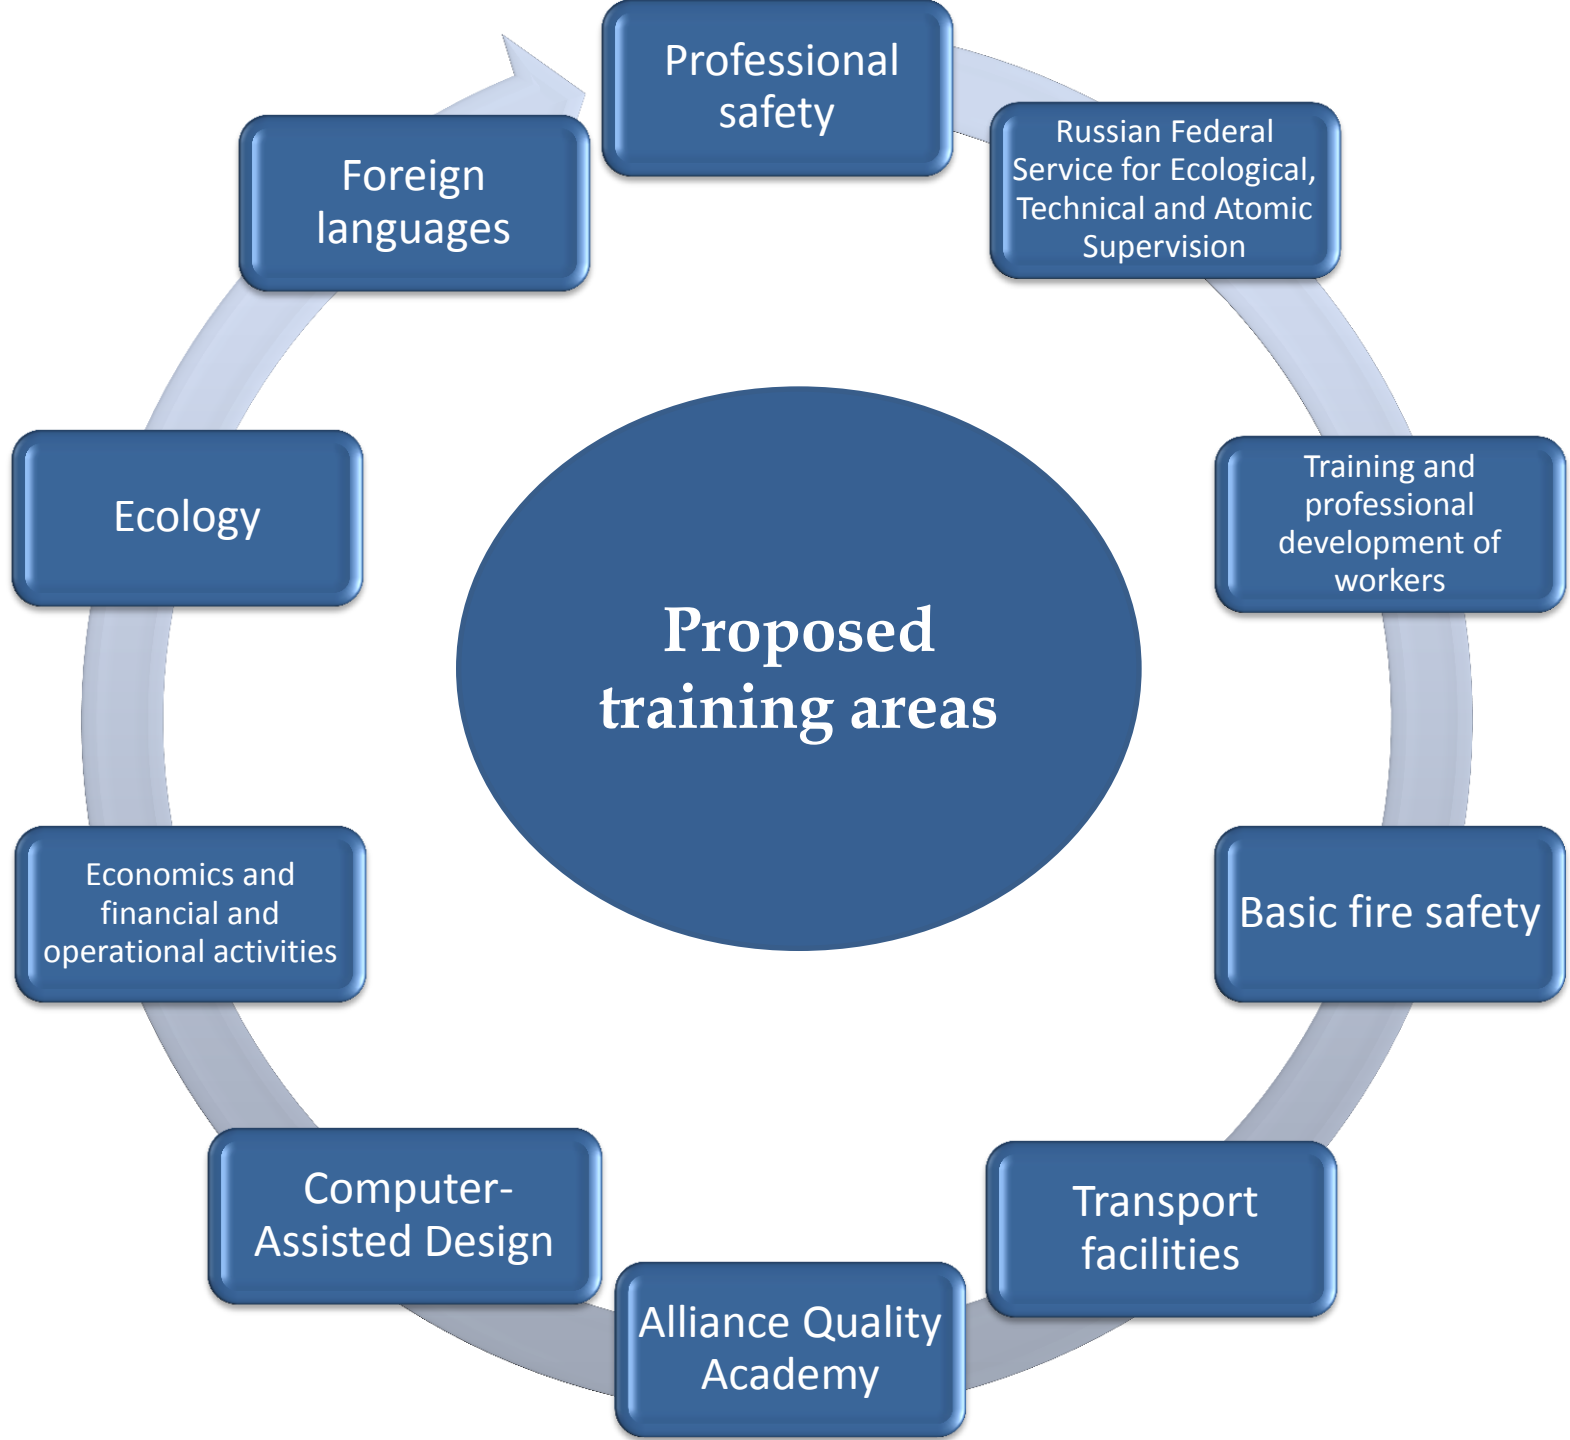 Professional
safety
Russian Federal
Service for Ecological,
Technical and Atomic
Supervision
Training and
professional
development of
workers
Basic fire safety
Transport
facilities
Alliance Quality
Academy
Computer-
Assisted Design
Economics and
financial and
operational activities
Ecology
Foreign
languages
Proposed
training areas